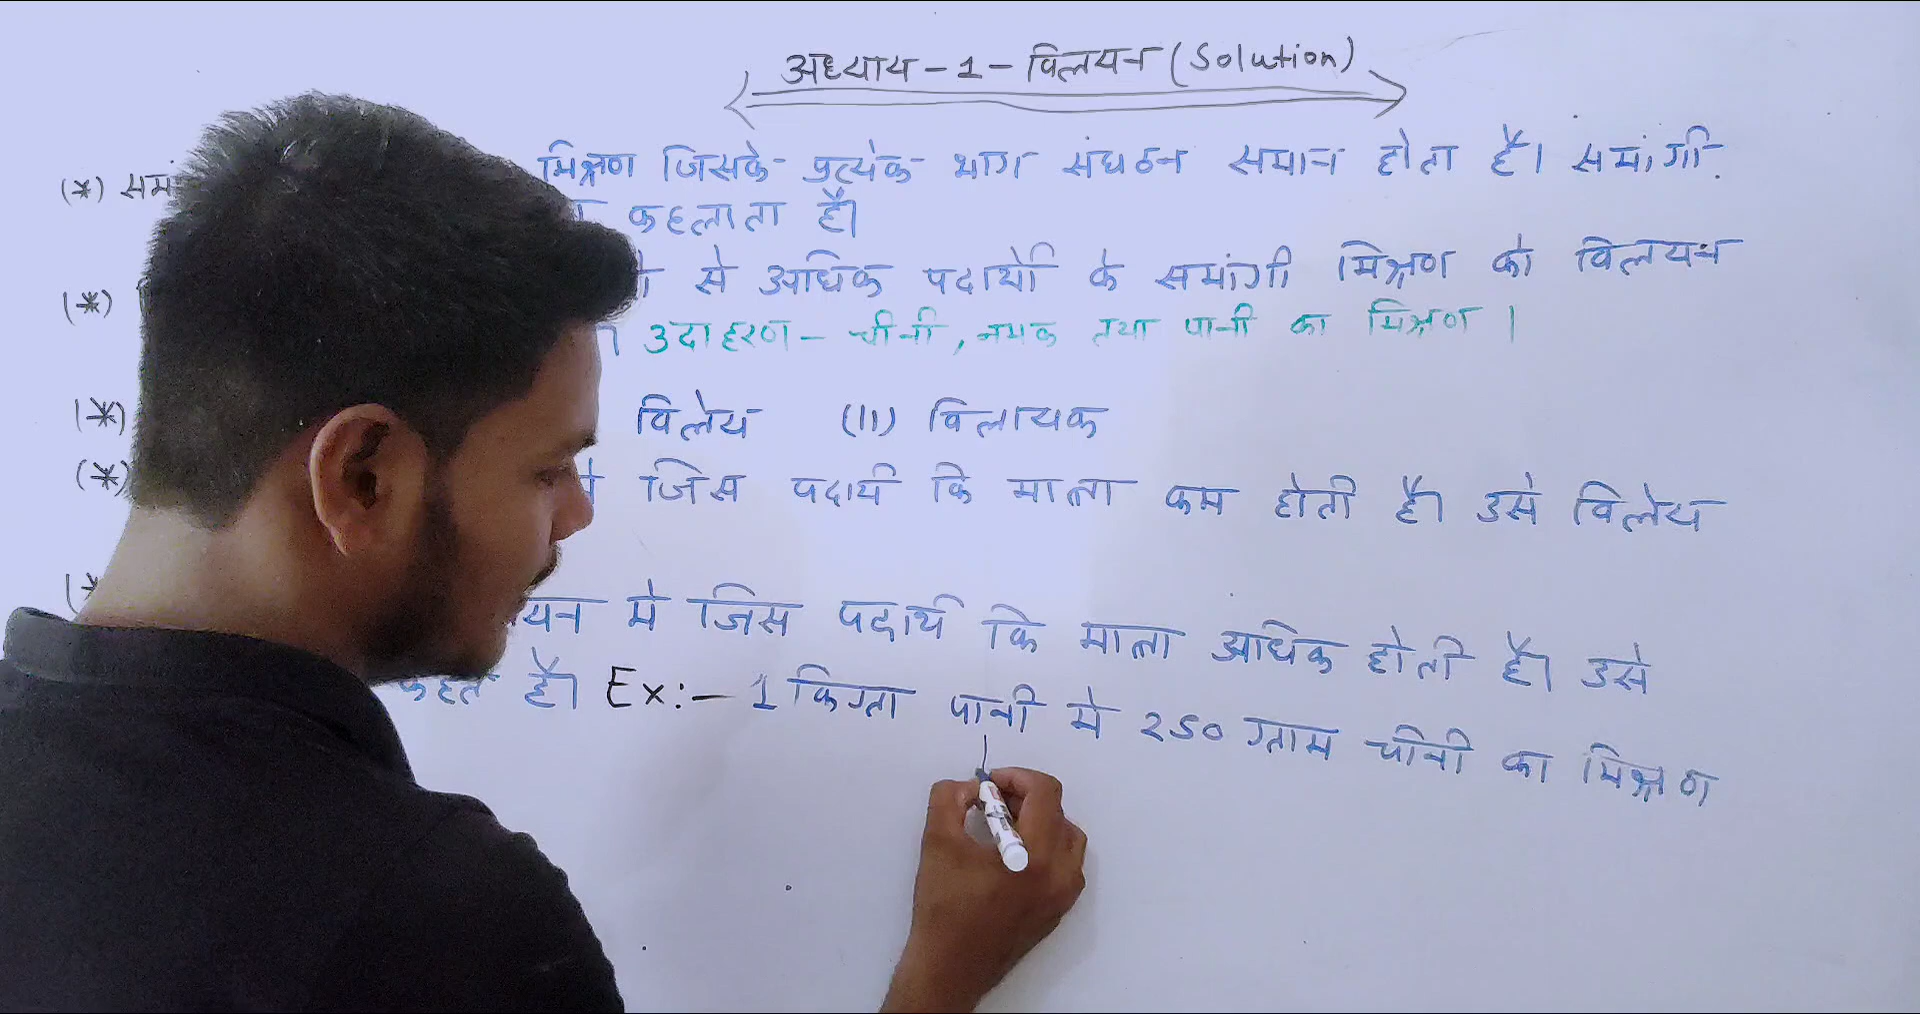 अध्याय - 1 - विलयन (Solution)
(*) समां मिश्रण जिसके प्रत्येक भाग संघठन समान होता है। समांगी
कहलाता है।
(*) से अधिक पदार्थो के समांगी मिश्रण को विलयन
उदाहरण - चीनी, नमक तथा पानी का मिश्रण।
(*) विलेय (II) विलायक
(*) जिस पदार्थ कि मात्रा कम होती है। उसे विलेय
(* यन मे जिस पदार्थ कि मात्रा अधिक होती है। उसे
कहते है। Ex:- 1 किग्रा पानी मे 250 ग्राम चीनी का मिश्रण